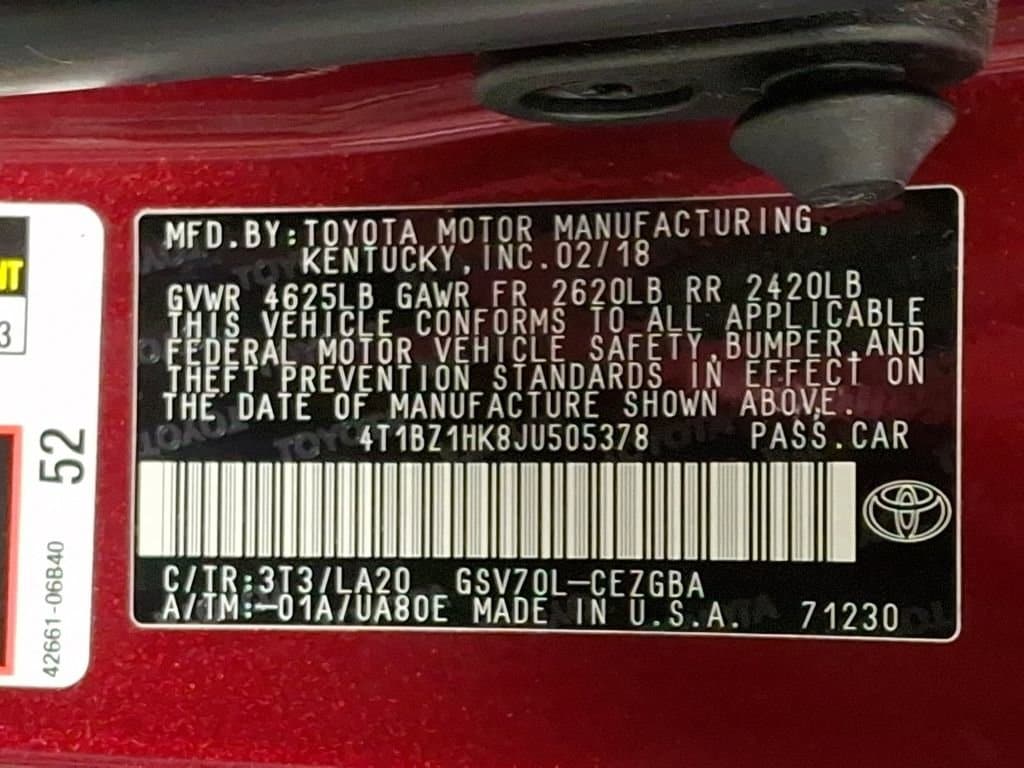 MFD.BY:TOYOTA MOTOR MANUFACTURING,
KENTUCKY, INC. 02/18
GVWR 4625LB GAWR FR 2620LB RR 2420LB
THIS VEHICLE CONFORMS TO ALL APPLICABLE
FEDERAL MOTOR VEHICLE SAFETY,BUMPER,AND
THEFT PREVENTION STANDARDS IN EFFECT ON
THE DATE OF MANUFACTURE SHOWN ABOVE.
4T1BZ1HK8JU505378 PASS.CAR
C/TR:3T3/LA20 GSV70L-CEZGBA
A/TM:-01A/UA80E MADE IN U.S.A. 71230
52
42661-06B40
3